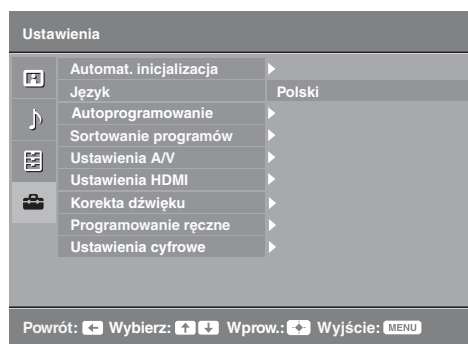 Ustawienia
Automat. inicjalizacja
Język Polski
Autoprogramowanie
Sortowanie programów
Ustawienia A/V
Ustawienia HDMI
Korekta dźwięku
Programowanie ręczne
Ustawienia cyfrowe
Powrót: Wybierz: Wprow.: Wyjście: MENU